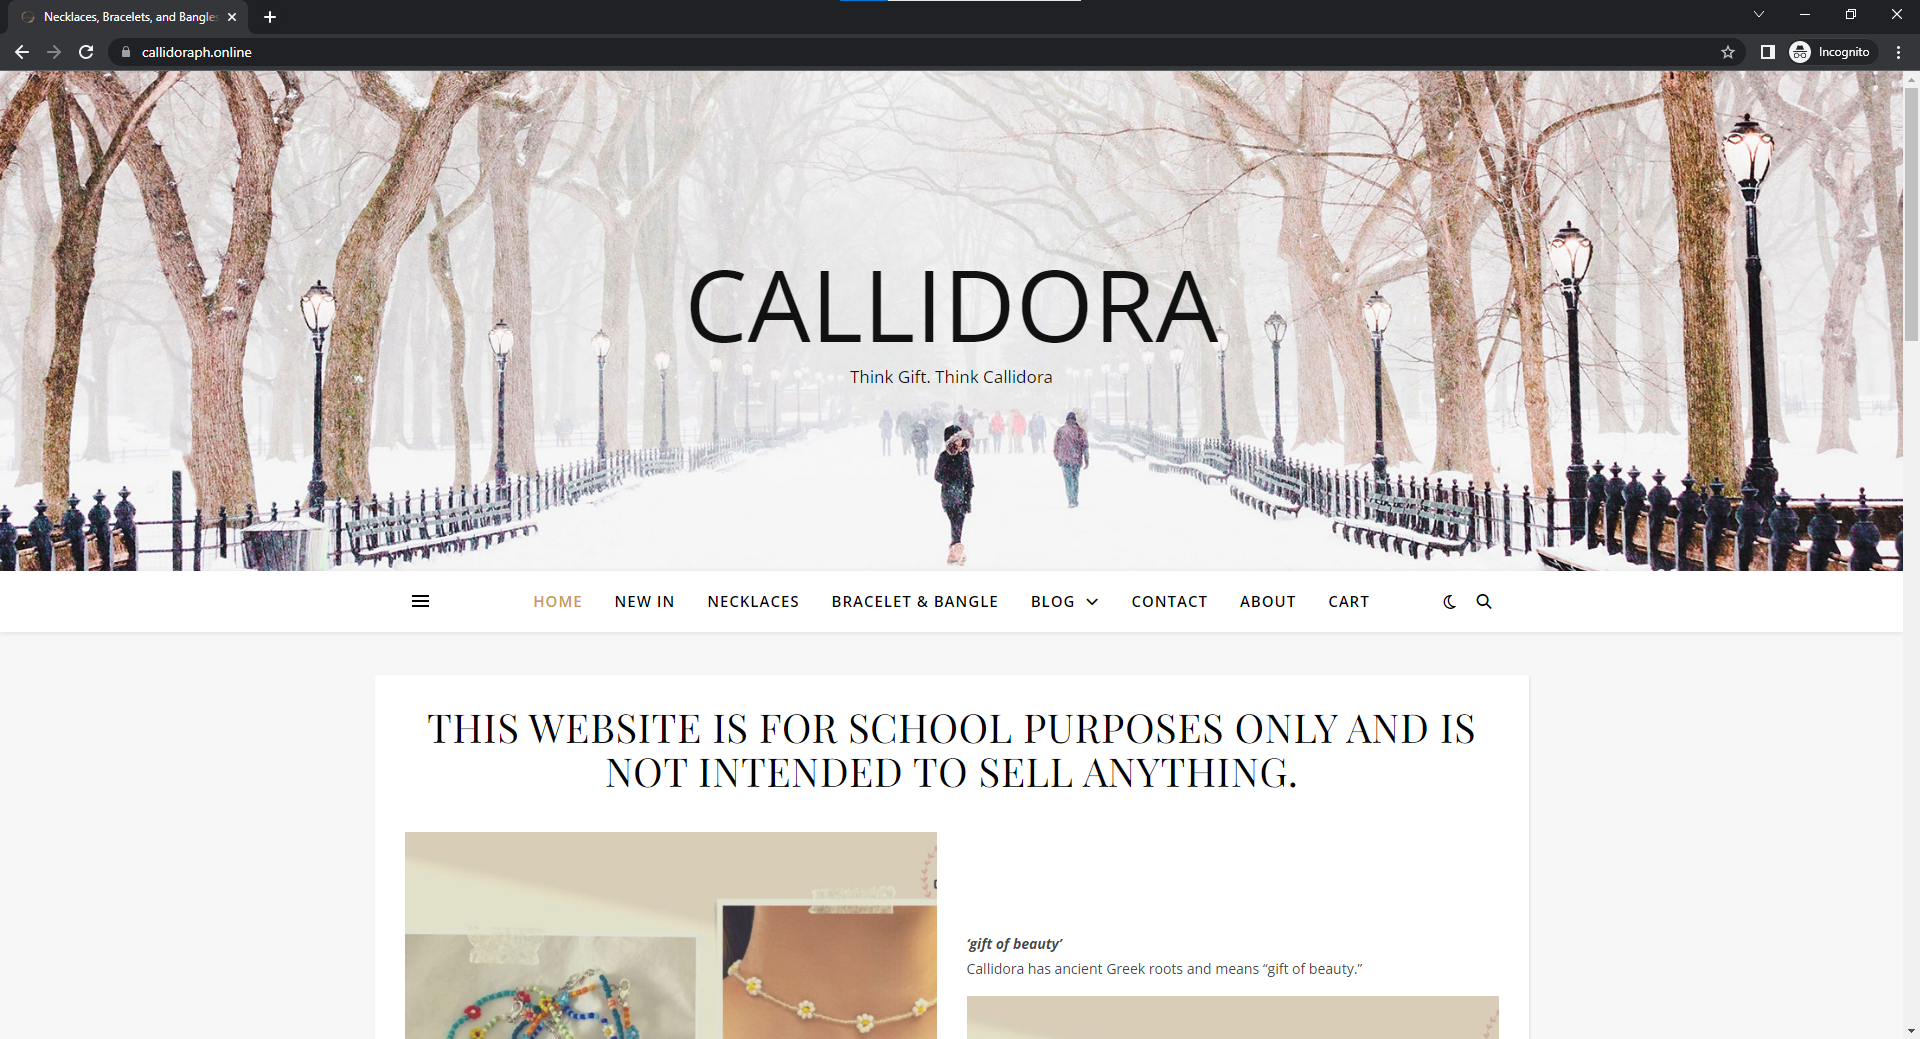 Necklaces, Bracelets, and Bangles
callidoraph.online
Incognito
CALLIDORA
Think Gift. Think Callidora
HOME NEW IN NECKLACES BRACELET & BANGLE BLOG CONTACT ABOUT CART
THIS WEBSITE IS FOR SCHOOL PURPOSES ONLY AND IS
NOT INTENDED TO SELL ANYTHING.
‘gift of beauty’
Callidora has ancient Greek roots and means “gift of beauty.”